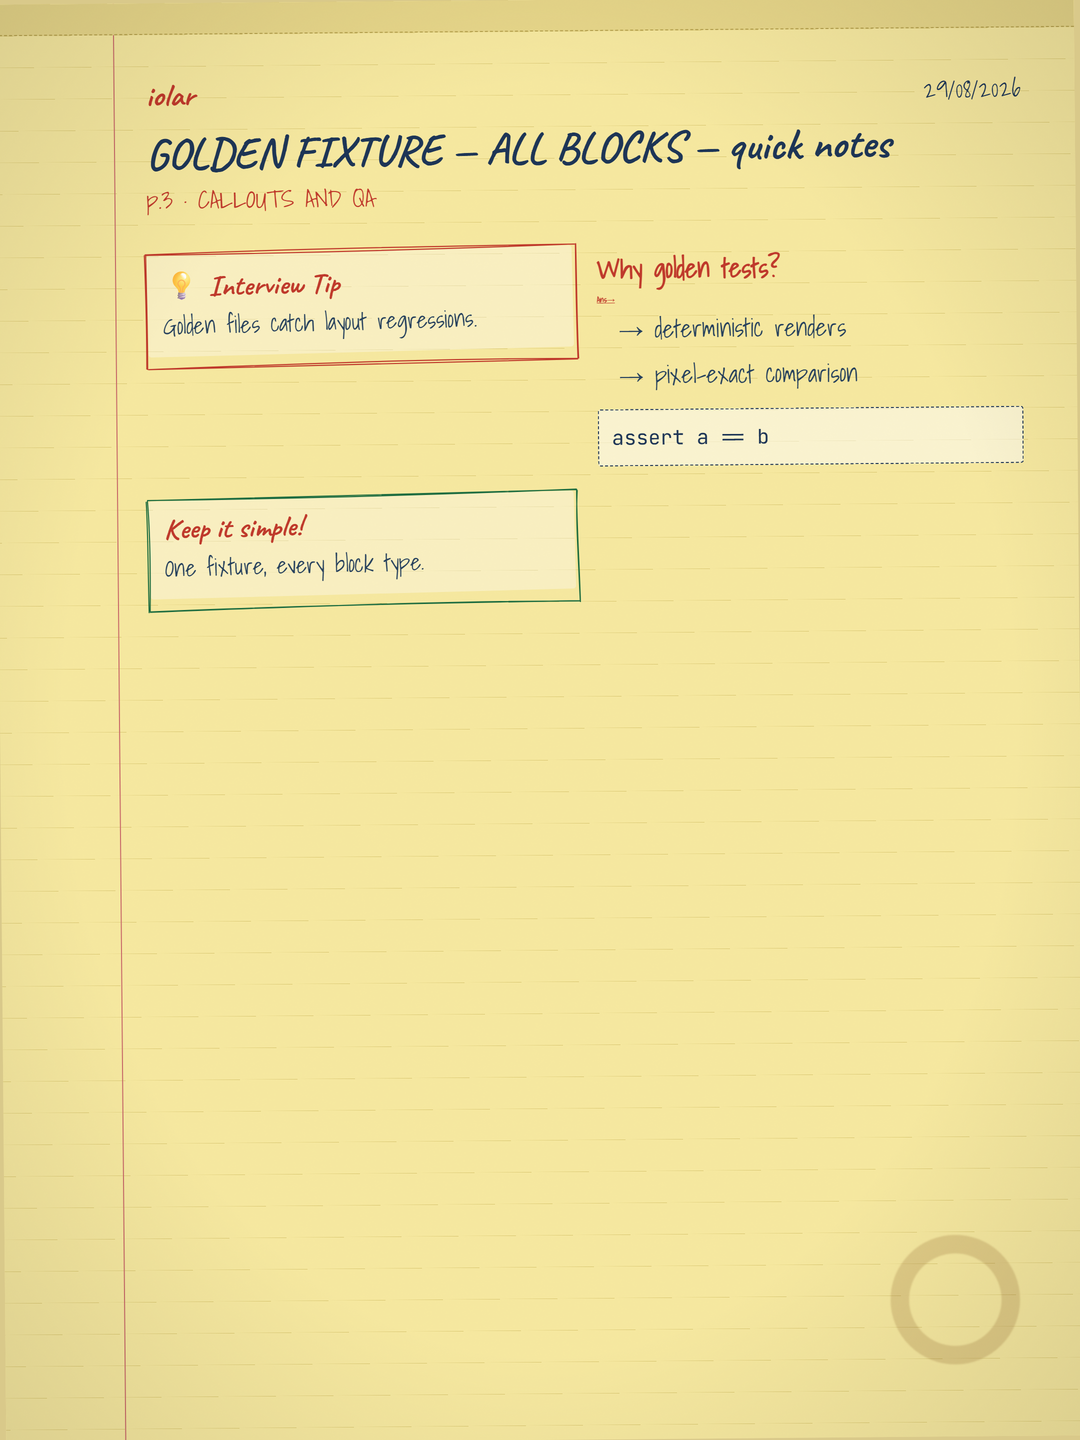 iolar
29/08/2026
GOLDEN FIXTURE – ALL BLOCKS – quick notes
p.3 · CALLOUTS AND QA
💡 Interview Tip
Golden files catch layout regressions.
Keep it simple!
One fixture, every block type.
Why golden tests?
Ans→
→ deterministic renders
→ pixel-exact comparison
assert a == b